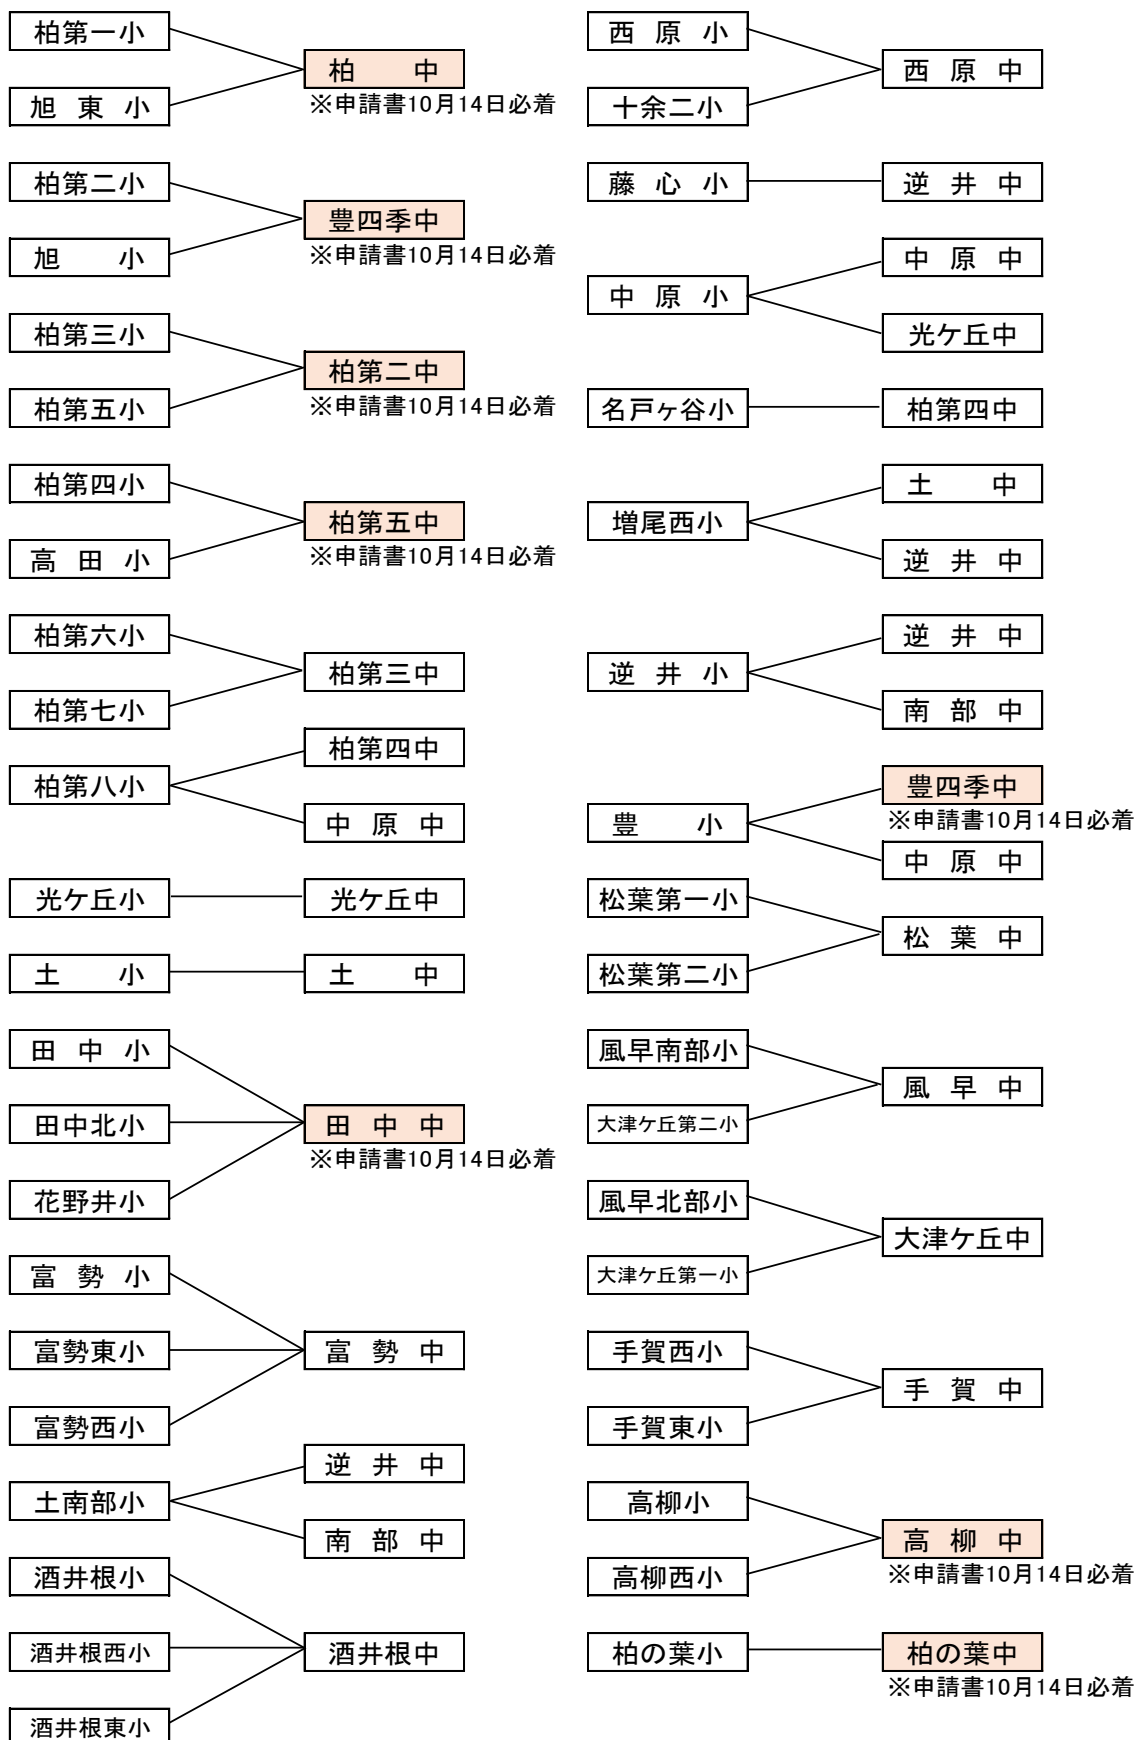 柏第一小
旭東小
柏中
※申請書10月14日必着
柏第二小
旭小
豊四季中
※申請書10月14日必着
柏第三小
柏第五小
柏第二中
※申請書10月14日必着
柏第四小
高田小
柏第五中
※申請書10月14日必着
柏第六小
柏第七小
柏第三中
柏第八小
柏第四中
中原中
光ケ丘小
光ケ丘中
土小
土中
田中小
田中北小
花野井小
田中中
※申請書10月14日必着
富勢小
富勢東小
富勢西小
富勢中
土南部小
逆井中
南部中
酒井根小
酒井根西小
酒井根東小
酒井根中
西原小
十余二小
西原中
藤心小
逆井中
中原小
中原中
光ケ丘中
名戸ヶ谷小
柏第四中
増尾西小
土中
逆井中
逆井小
逆井中
南部中
豊小
豊四季中
※申請書10月14日必着
中原中
松葉第一小
松葉第二小
松葉中
風早南部小
大津ケ丘第二小
風早中
風早北部小
大津ケ丘第一小
大津ケ丘中
手賀西小
手賀東小
手賀中
高柳小
高柳西小
高柳中
※申請書10月14日必着
柏の葉小
柏の葉中
※申請書10月14日必着